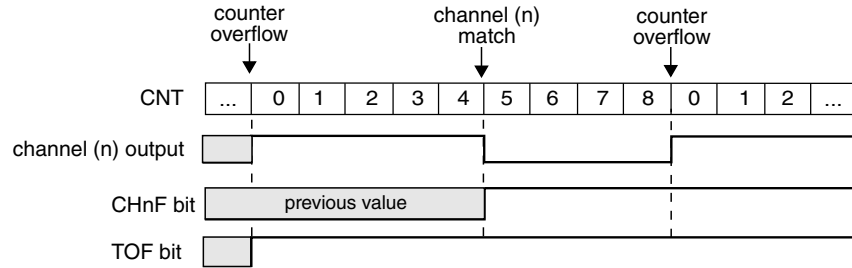 counter
overflow
channel (n)
match
counter
overflow
CNT ... 0 1 2 3 4 5 6 7 8 0 1 2 ...
channel (n) output
CHnF bit previous value
TOF bit